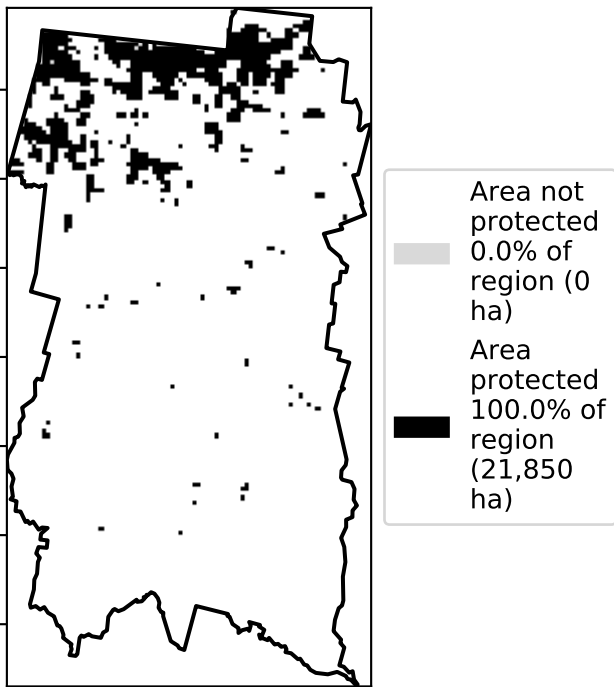 Area not
protected
0.0% of
region (0
ha)
Area
protected
100.0% of
region
(21,850
ha)